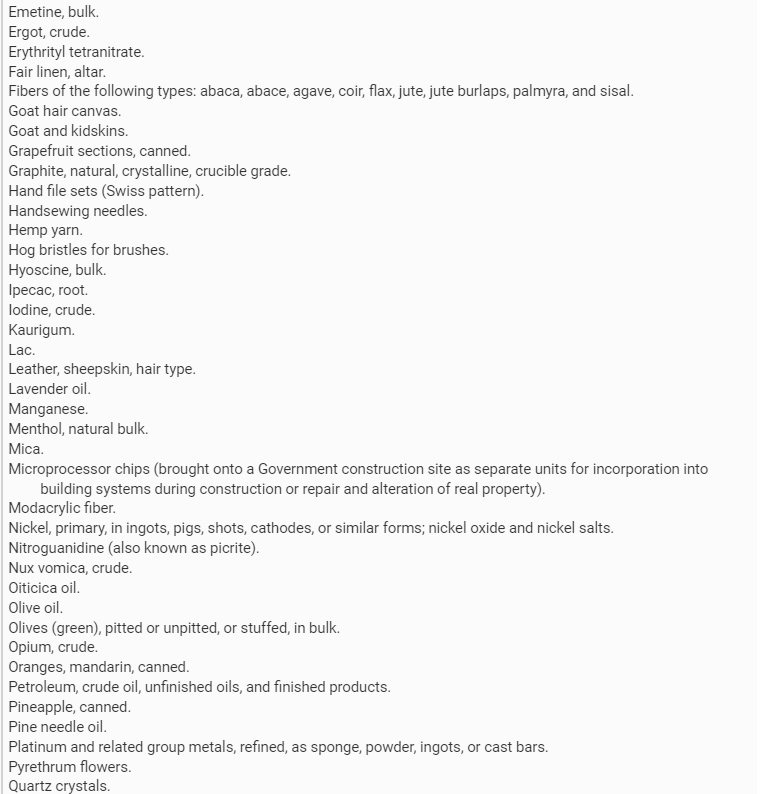 Emetine, bulk.
Ergot, crude.
Erythrityl tetranitrate.
Fair linen, altar.
Fibers of the following types: abaca, abace, agave, coir, flax, jute, jute burlaps, palmyra, and sisal.
Goat hair canvas.
Goat and kidskins.
Grapefruit sections, canned.
Graphite, natural, crystalline, crucible grade.
Hand file sets (Swiss pattern).
Handsewing needles.
Hemp yarn.
Hog bristles for brushes.
Hyoscine, bulk.
Ipecac, root.
Iodine, crude.
Kaurigum.
Lac.
Leather, sheepskin, hair type.
Lavender oil.
Manganese.
Menthol, natural bulk.
Mica.
Microprocessor chips (brought onto a Government construction site as separate units for incorporation into
building systems during construction or repair and alteration of real property).
Modacrylic fiber.
Nickel, primary, in ingots, pigs, shots, cathodes, or similar forms; nickel oxide and nickel salts.
Nitroguanidine (also known as picrite).
Nux vomica, crude.
Oiticica oil.
Olive oil.
Olives (green), pitted or unpitted, or stuffed, in bulk.
Opium, crude.
Oranges, mandarin, canned.
Petroleum, crude oil, unfinished oils, and finished products.
Pineapple, canned.
Pine needle oil.
Platinum and related group metals, refined, as sponge, powder, ingots, or cast bars.
Pyrethrum flowers.
Quartz crystals.